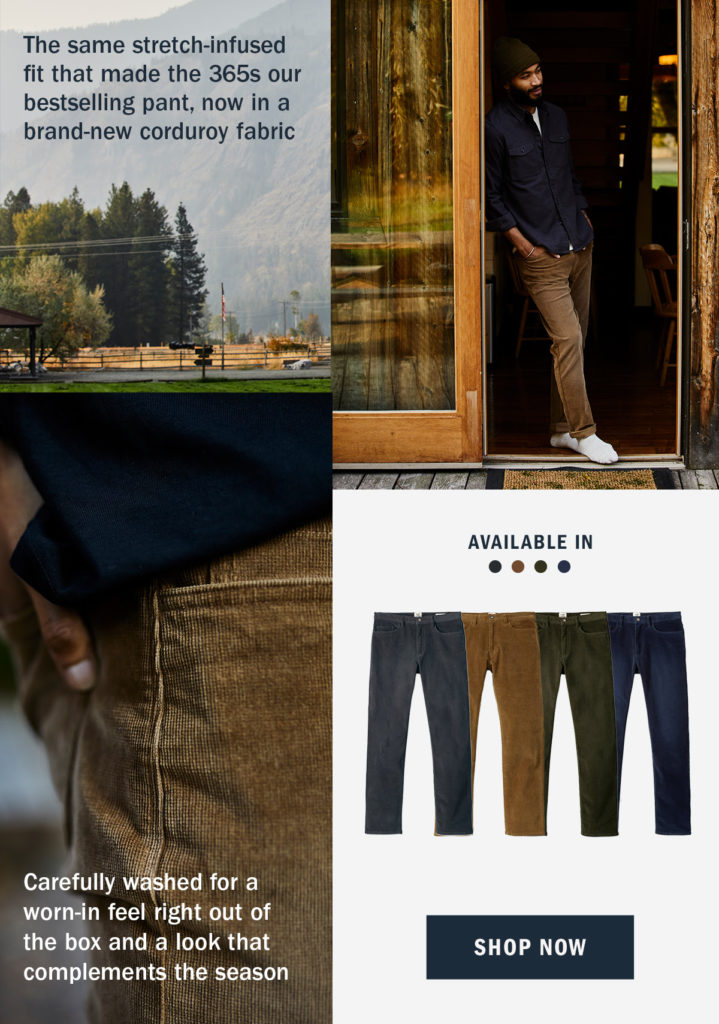 The same stretch-infused
fit that made the 365s our
bestselling pant, now in a
brand-new corduroy fabric
AVAILABLE IN
Carefully washed for a
worn-in feel right out of
the box and a look that
complements the season
SHOP NOW